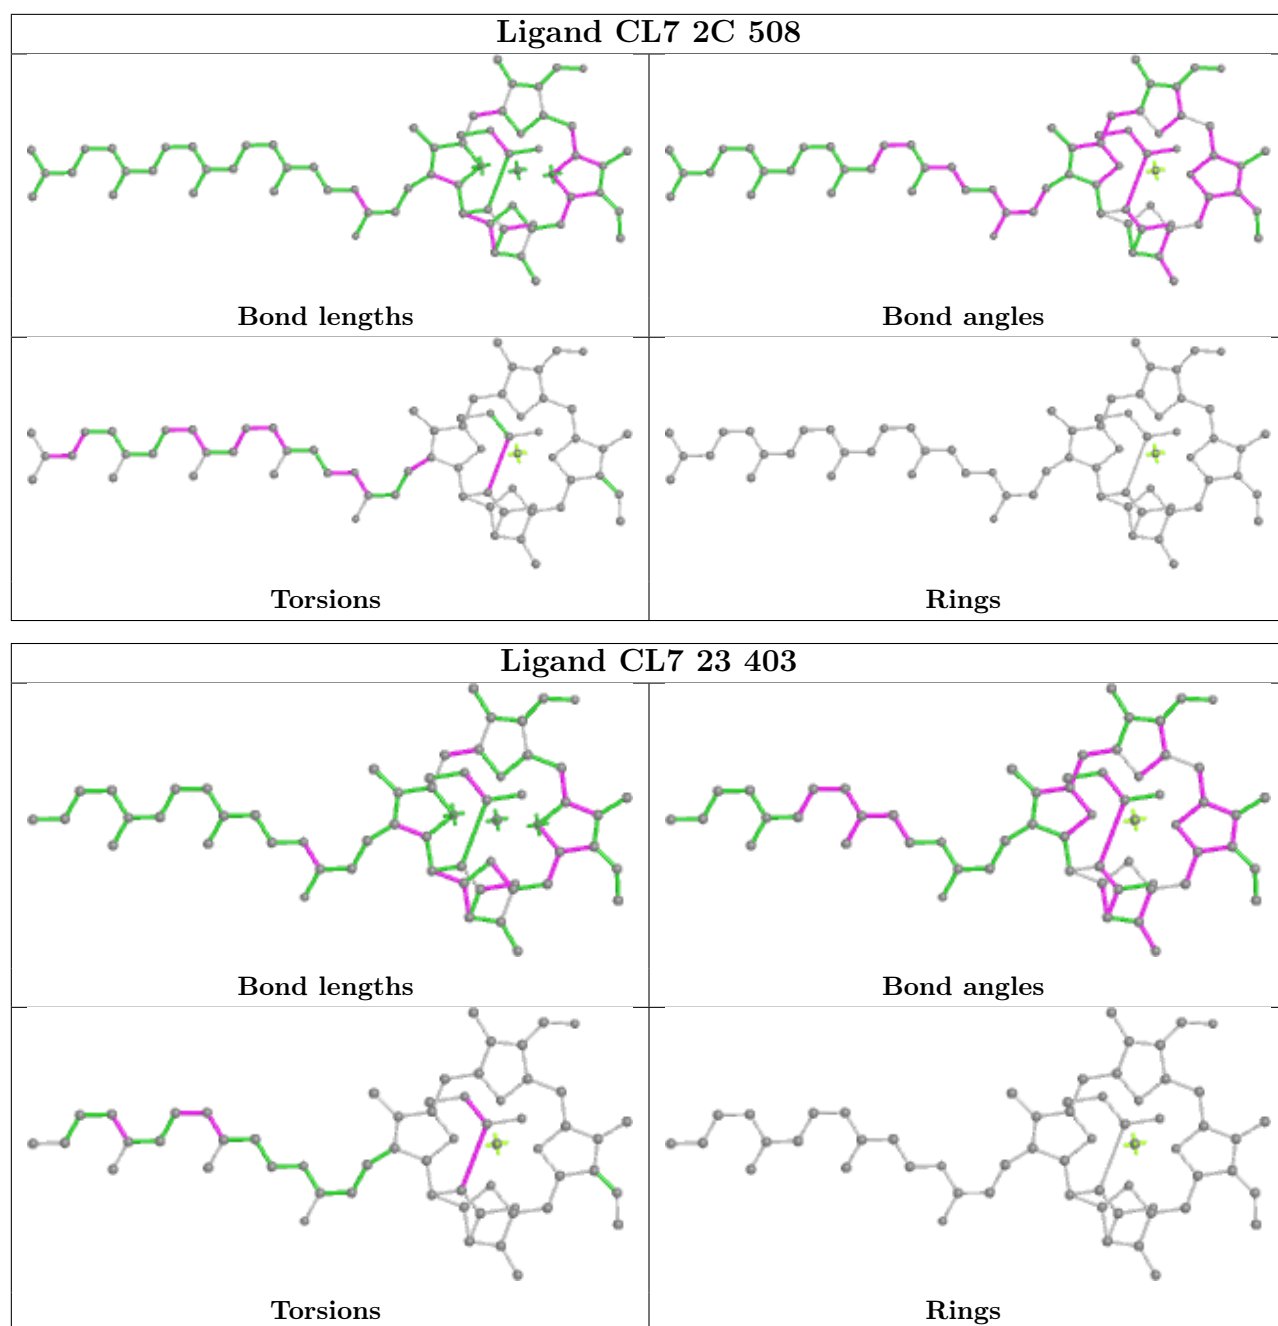 Ligand CL7 2C 508
Bond lengths
Bond angles
Torsions
Rings
Ligand CL7 23 403
Bond lengths
Bond angles
Torsions
Rings